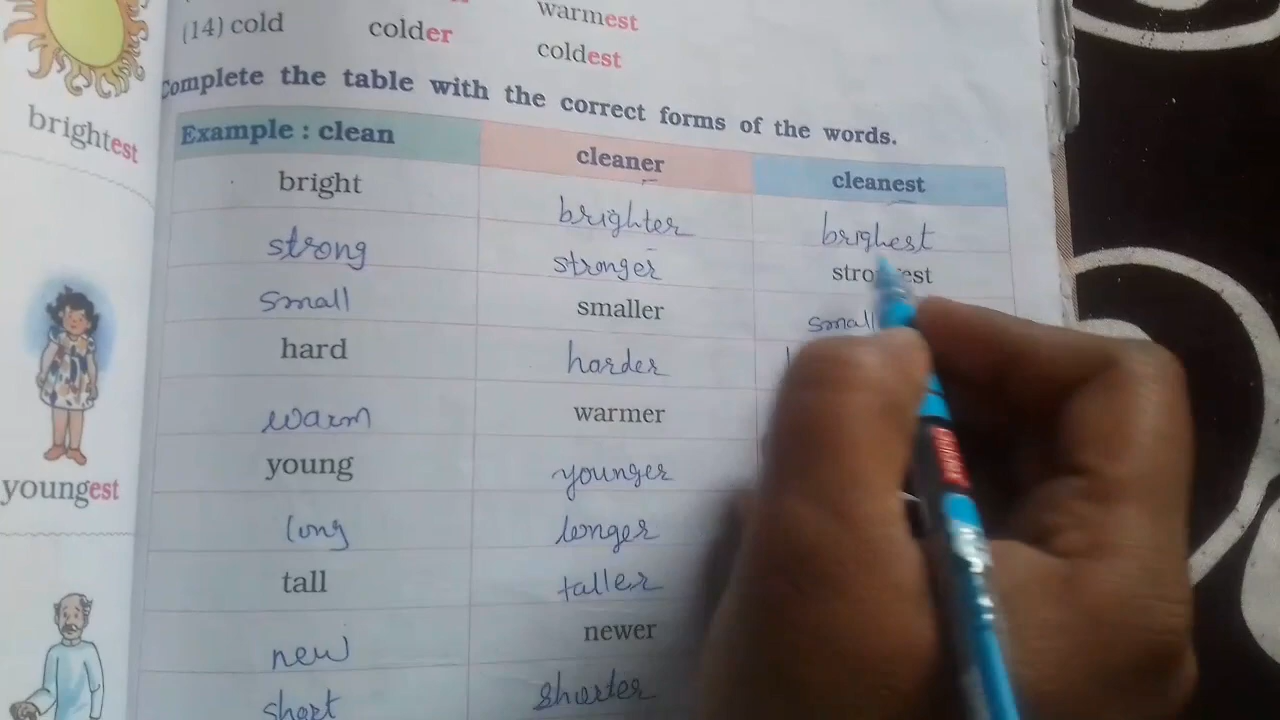 warmest
(14) cold colder coldest
Complete the table with the correct forms of the words.
Example : clean cleaner cleanest
brightest
bright brighter brighest
strong stronger
small smaller small
hard harder
warm warmer
young younger
youngest
long longer
tall taller
new newer
short shorter